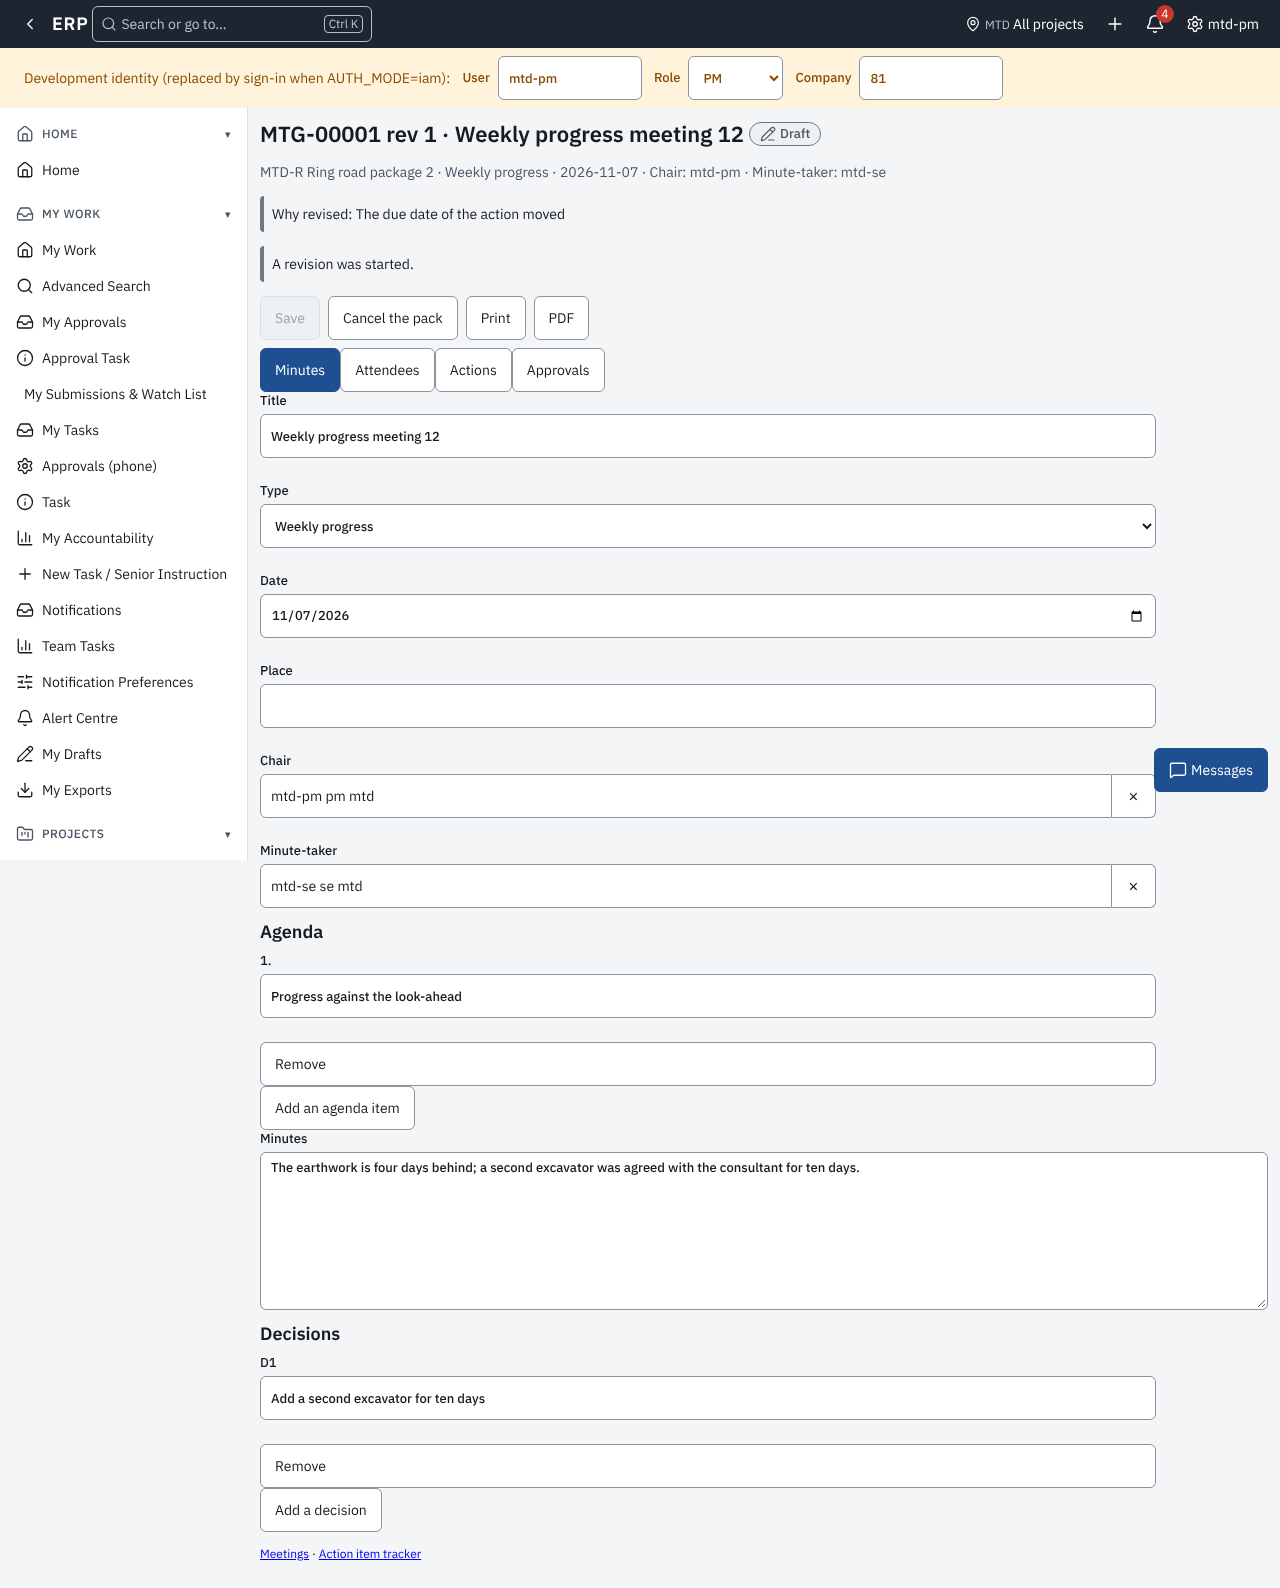 ERP
Search or go to...
Ctrl K
MTD All projects
4
mtd-pm
Development identity (replaced by sign-in when AUTH_MODE=iam):
User
mtd-pm
Role
PM
Company
81
HOME
Home
MY WORK
My Work
Advanced Search
My Approvals
Approval Task
My Submissions & Watch List
My Tasks
Approvals (phone)
Task
My Accountability
New Task / Senior Instruction
Notifications
Team Tasks
Notification Preferences
Alert Centre
My Drafts
My Exports
PROJECTS
MTG-00001 rev 1 · Weekly progress meeting 12
Draft
MTD-R Ring road package 2 · Weekly progress · 2026-11-07 · Chair: mtd-pm · Minute-taker: mtd-se
Why revised: The due date of the action moved
A revision was started.
Save
Cancel the pack
Print
PDF
Minutes
Attendees
Actions
Approvals
Title
Weekly progress meeting 12
Type
Weekly progress
Date
11/07/2026
Place
Chair
mtd-pm pm mtd
×
Messages
Minute-taker
mtd-se se mtd
×
Agenda
1.
Progress against the look-ahead
Remove
Add an agenda item
Minutes
The earthwork is four days behind; a second excavator was agreed with the consultant for ten days.
Decisions
D1
Add a second excavator for ten days
Remove
Add a decision
Meetings · Action item tracker